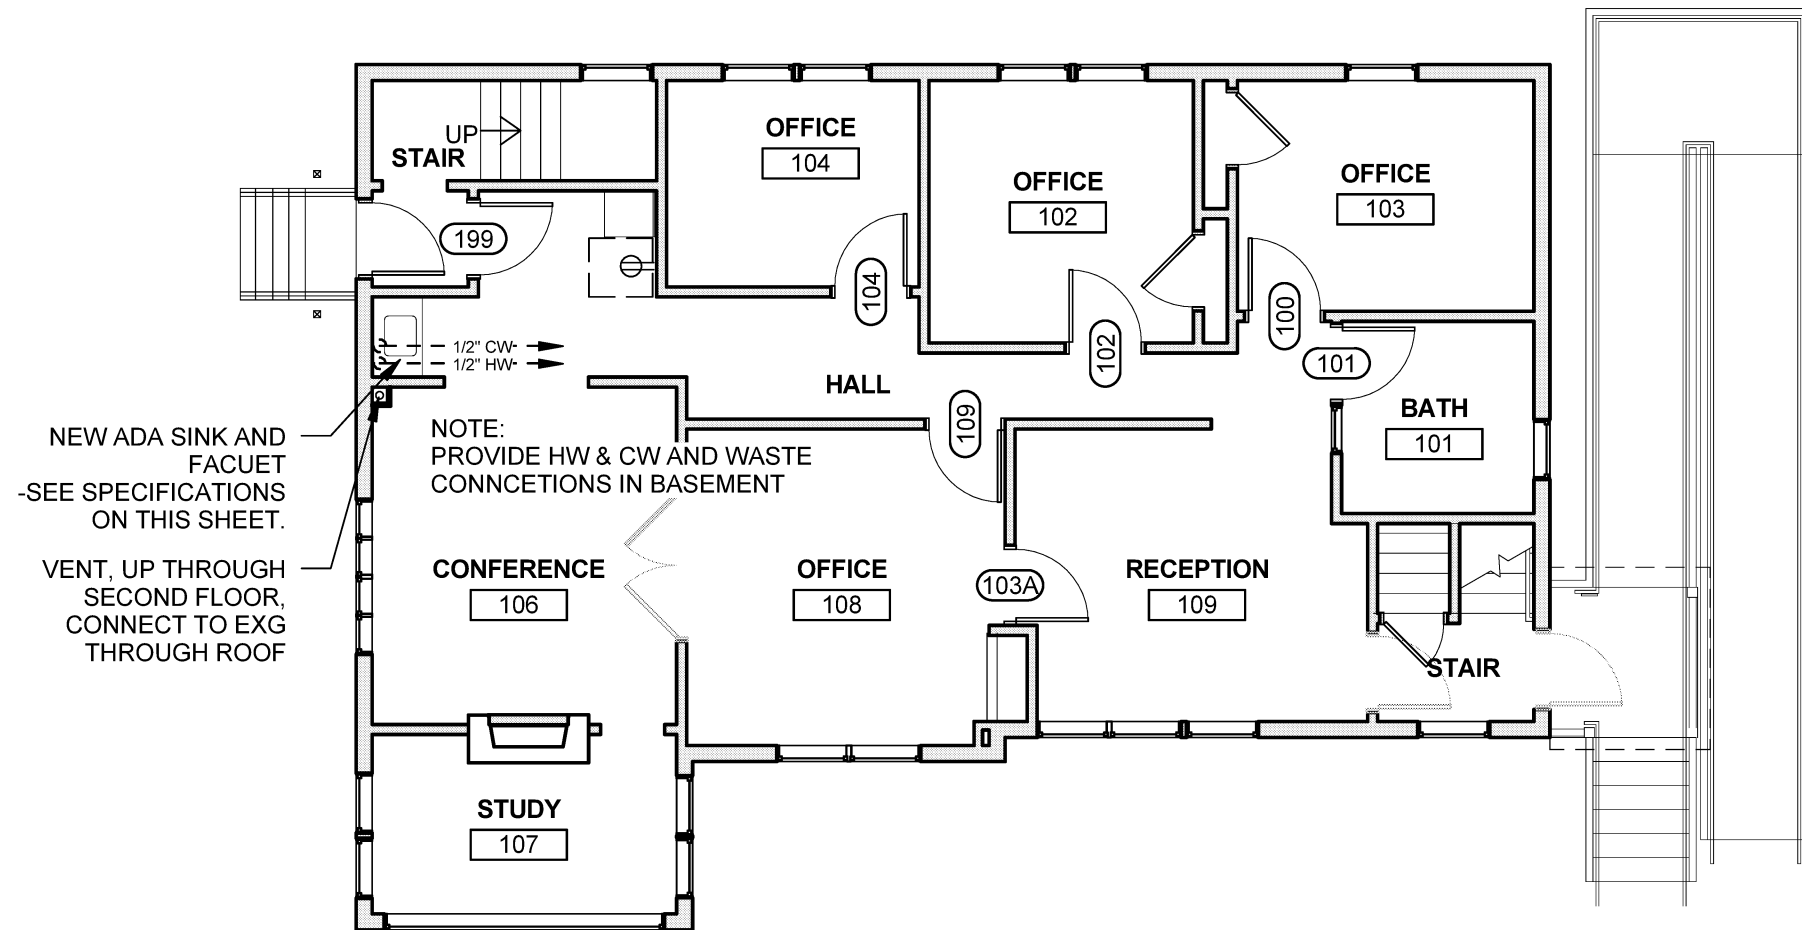 UP
STAIR
OFFICE
104
OFFICE
102
OFFICE
103
199
104
102
100
101
1/2" CW
1/2" HW
HALL
109
BATH
101
NEW ADA SINK AND
FACUET
-SEE SPECIFICATIONS
ON THIS SHEET.
NOTE:
PROVIDE HW & CW AND WASTE
CONNCETIONS IN BASEMENT
VENT, UP THROUGH
SECOND FLOOR,
CONNECT TO EXG
THROUGH ROOF
CONFERENCE
106
OFFICE
108
103A
RECEPTION
109
STAIR
STUDY
107